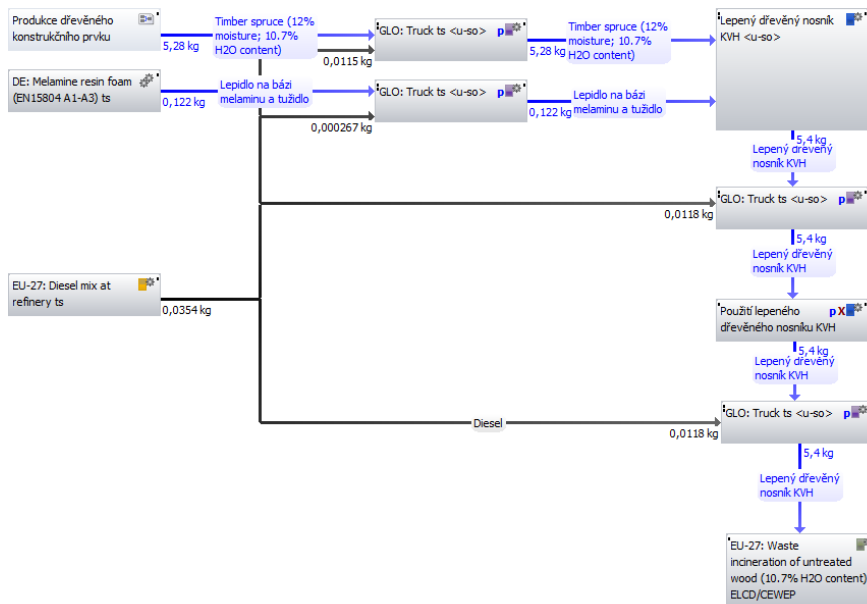 Produkce dřevěného
konstrukčního prvku
5,28 kg
Timber spruce (12%
moisture; 10.7%
H2O content)
0,0115 kg
GLO: Truck ts <u-so>
p
5,28 kg
Timber spruce (12%
moisture; 10.7%
H2O content)
Lepený dřevěný nosník
KVH <u-so>
DE: Melamine resin foam
(EN15804 A1-A3) ts
0,122 kg
Lepidlo na bázi
melaminu a tužidlo
0,000267 kg
GLO: Truck ts <u-so>
p
0,122 kg
Lepidlo na bázi
melaminu a tužidlo
5,4 kg
Lepený dřevěný
nosník KVH
GLO: Truck ts <u-so>
p
0,0118 kg
5,4 kg
Lepený dřevěný
nosník KVH
EU-27: Diesel mix at
refinery ts
0,0354 kg
Použití lepeného
dřevěného nosníku KVH
p X
5,4 kg
Lepený dřevěný
nosník KVH
GLO: Truck ts <u-so>
p
Diesel
0,0118 kg
5,4 kg
Lepený dřevěný
nosník KVH
EU-27: Waste
incineration of untreated
wood (10.7% H2O content)
ELCD/CEWEP